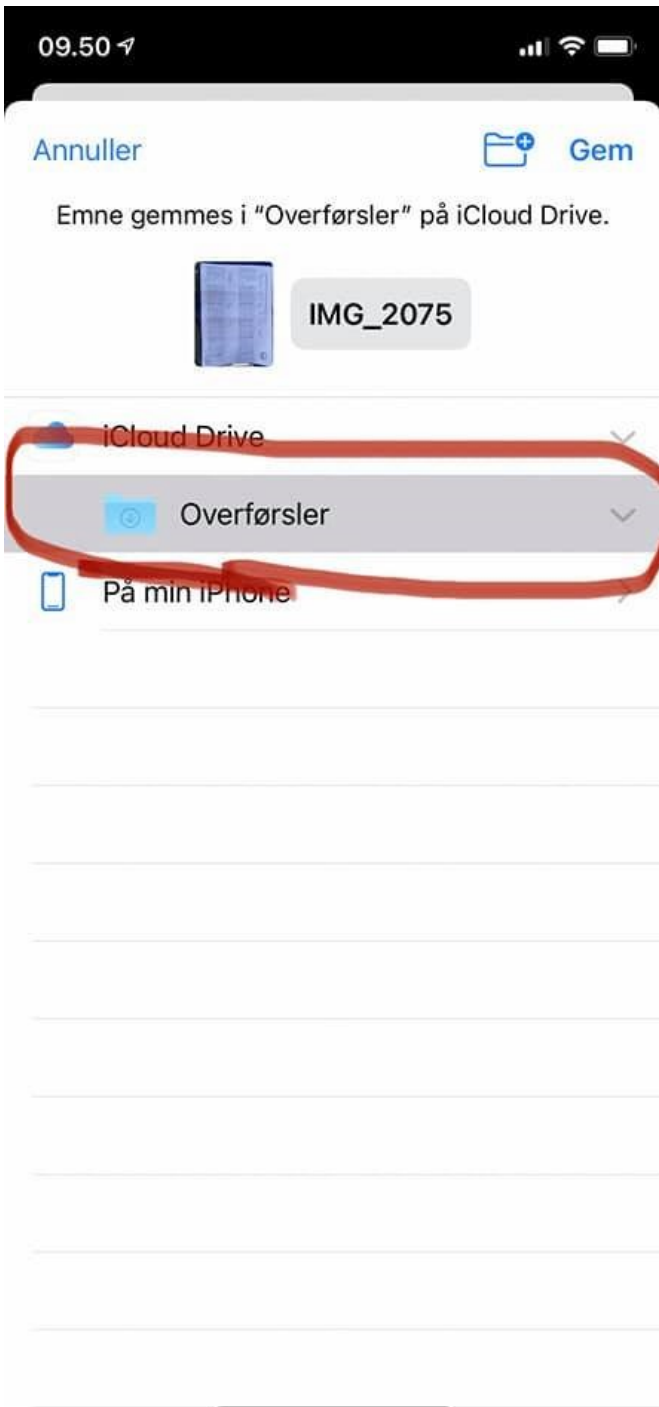 09.50
Annuller
Gem
Emne gemmes i “Overførsler” på iCloud Drive.
IMG_2075
iCloud Drive
Overførsler
På min iPhone